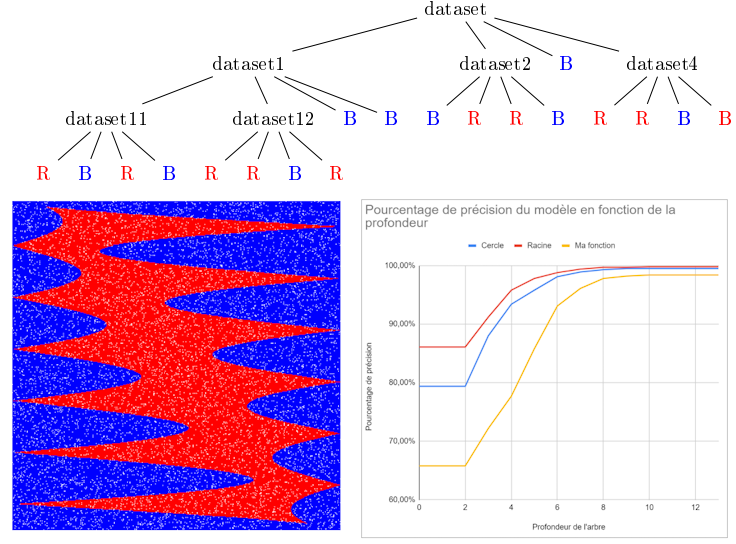 dataset
dataset1 dataset2 B dataset4
dataset11 dataset12 B B B R R B R R B B
R B R B R R B R
Pourcentage de précision du modèle en fonction de la
profondeur
Cercle Racine Ma fonction
Pourcentage de précision
100,00%
90,00%
80,00%
70,00%
60,00%
0 2 4 6 8 10 12
Profondeur de l'arbre